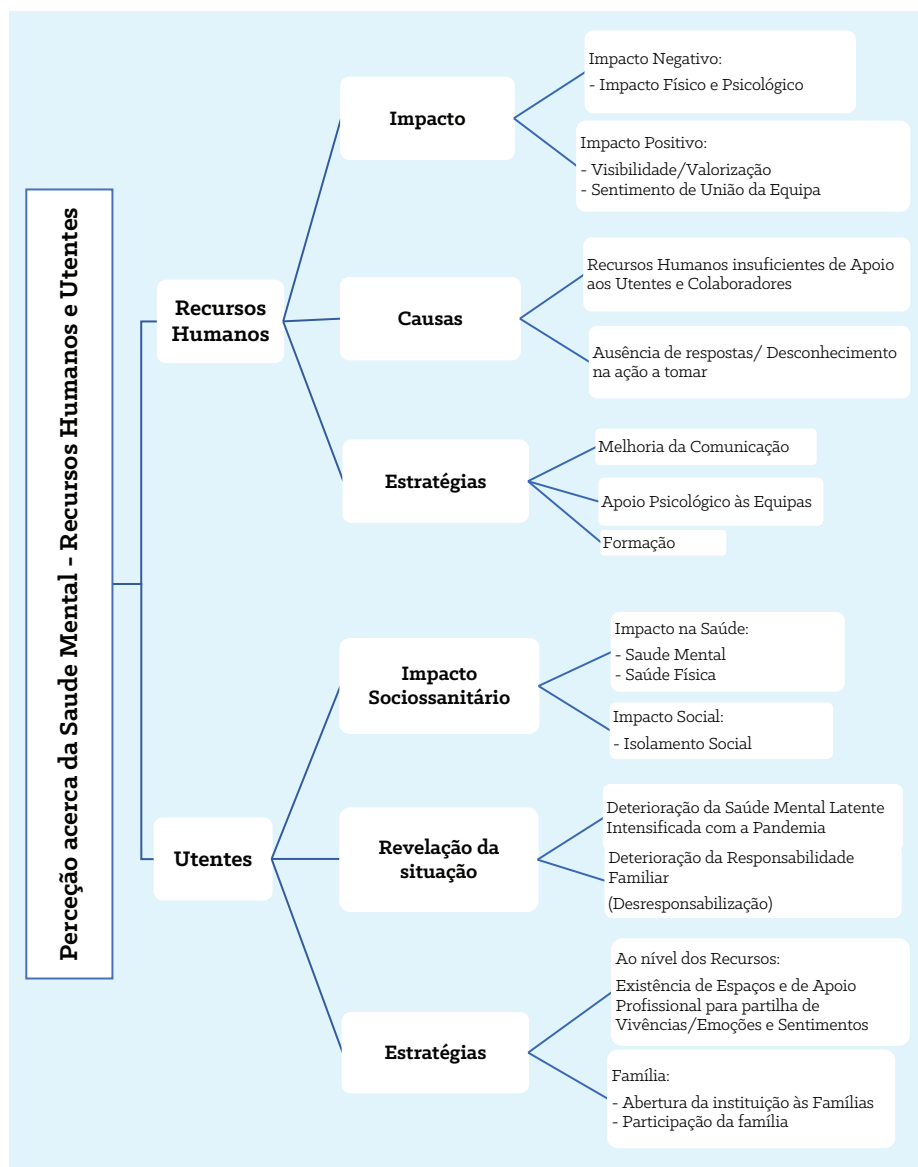 Perceção acerca da Saude Mental - Recursos Humanos e Utentes
Recursos
Humanos
Impacto
Impacto Negativo:
- Impacto Físico e Psicológico
Impacto Positivo:
- Visibilidade/Valorização
- Sentimento de União da Equipa
Causas
Recursos Humanos insuficientes de Apoio
aos Utentes e Colaboradores
Ausência de respostas/ Desconhecimento
na ação a tomar
Estratégias
Melhoria da Comunicação
Apoio Psicológico às Equipas
Formação
Utentes
Impacto
Sociossanitário
Impacto na Saúde:
- Saude Mental
- Saúde Física
Impacto Social:
- Isolamento Social
Revelação da
situação
Deterioração da Saúde Mental Latente
Intensificada com a Pandemia
Deterioração da Responsabilidade
Familiar
(Desresponsabilização)
Estratégias
Ao nível dos Recursos:
Existência de Espaços e de Apoio
Profissional para partilha de
Vivências/Emoções e Sentimentos
Família:
- Abertura da instituição às Famílias
- Participação da família